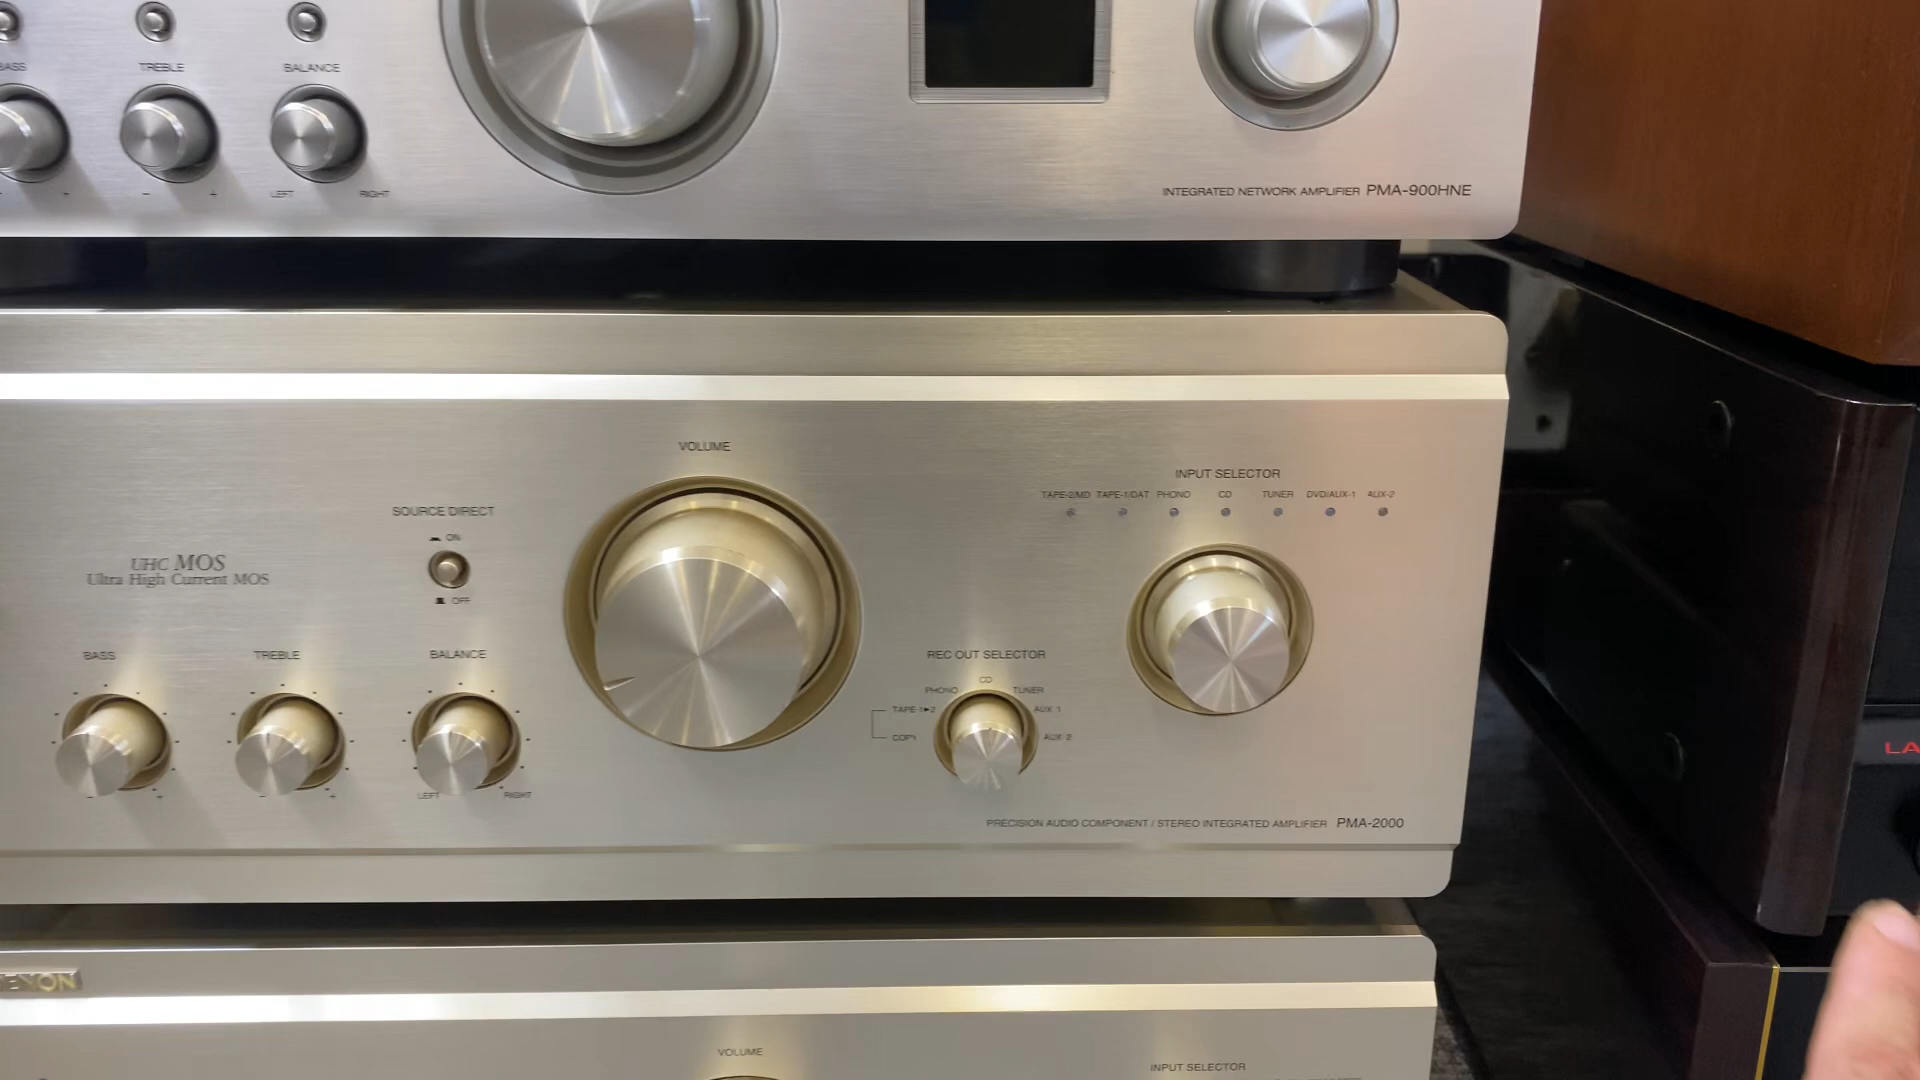 BASS TREBLE BALANCE
- + - + LEFT RIGHT
INTEGRATED NETWORK AMPLIFIER PMA-900HNE
VOLUME
INPUT SELECTOR
TAPE-2/MD TAPE-1/DAT PHONO CD TUNER DVD/AUX-1 AUX-2
SOURCE DIRECT
ON
OFF
UHC MOS
Ultra High Current MOS
BASS TREBLE BALANCE
- + - + LEFT RIGHT
REC OUT SELECTOR
CD
PHONO TUNER
TAPE-1▶2 AUX 1
COPY AUX 2
PRECISION AUDIO COMPONENT / STEREO INTEGRATED AMPLIFIER PMA-2000
LA
DENON
VOLUME
INPUT SELECTOR